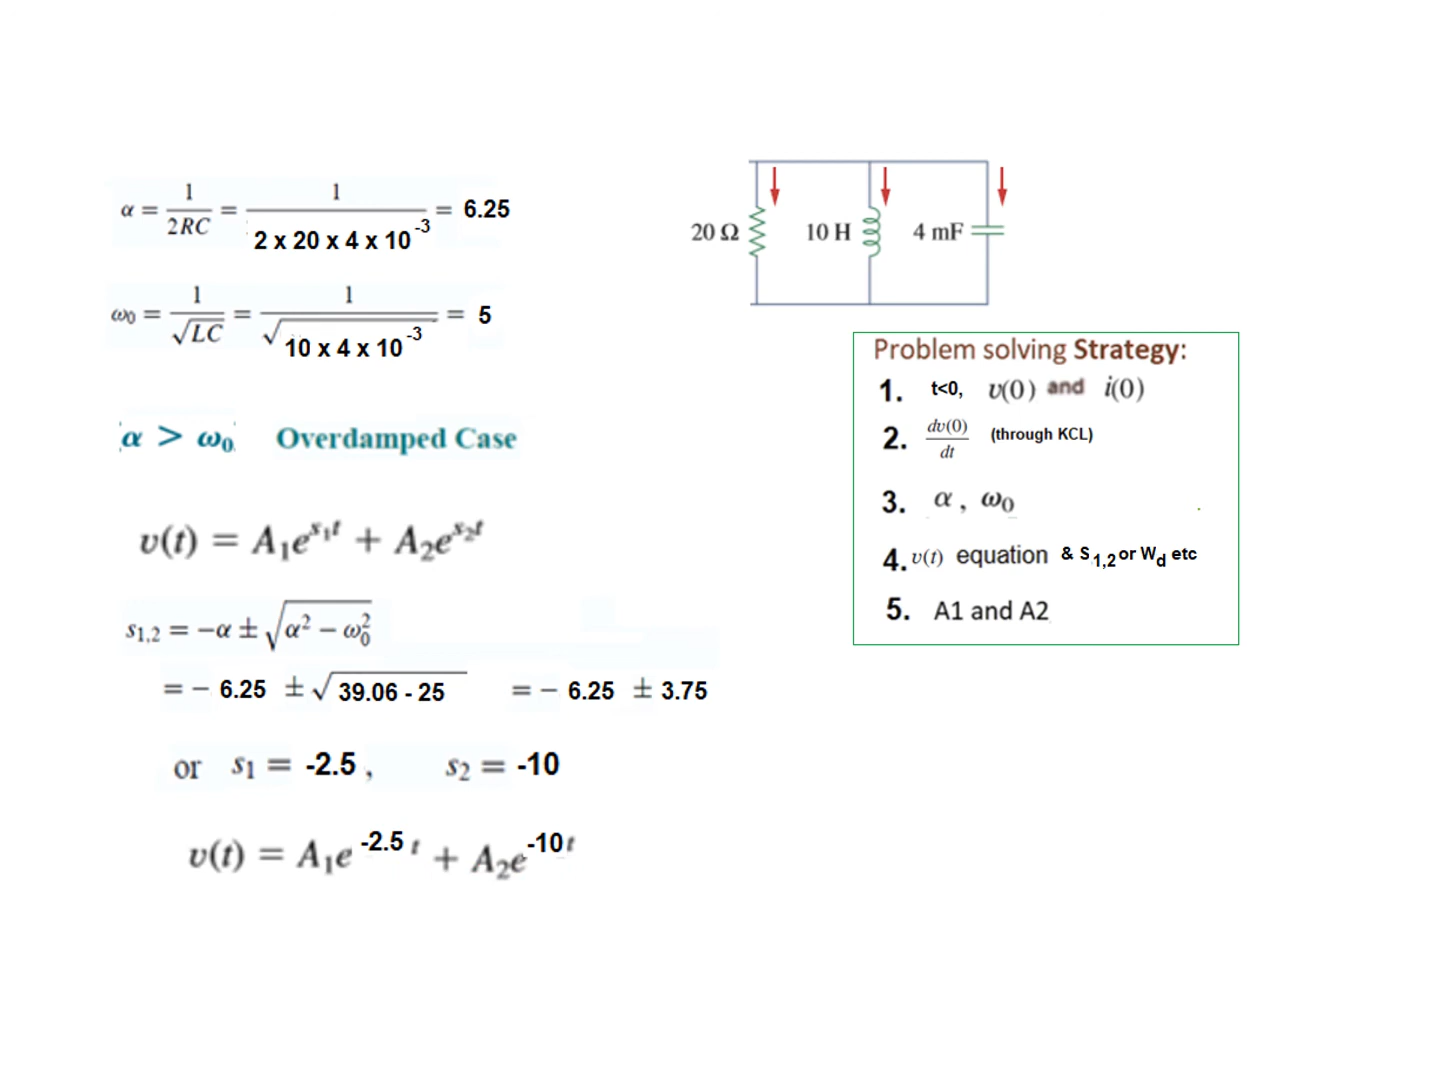 α = 1 / 2RC = 1 / 2 x 20 x 4 x 10^-3 = 6.25
ω0 = 1 / √LC = 1 / √10 x 4 x 10^-3 = 5
α > ω0 Overdamped Case
v(t) = A1e^s1t + A2e^s2t
s1,2 = −α ± √α² − ω0²
= − 6.25 ± √39.06 - 25 = − 6.25 ± 3.75
or s1 = -2.5 , s2 = -10
v(t) = A1e^-2.5 t + A2e^-10t
20 Ω 10 H 4 mF
Problem solving Strategy:
1. t<0, v(0) and i(0)
2. dv(0)/dt (through KCL)
3. α , ω0
4. v(t) equation & S1,2 or Wd etc
5. A1 and A2